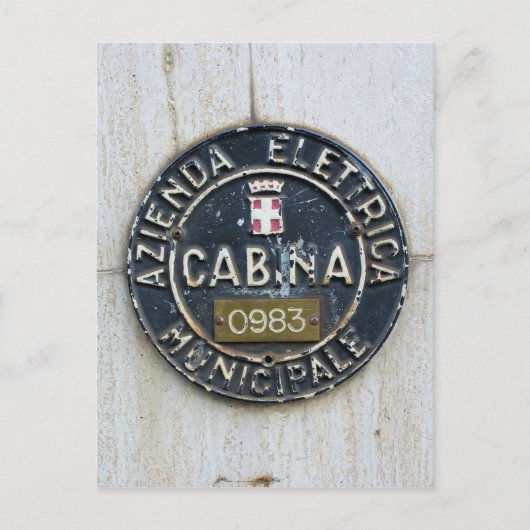 AZIENDA ELETTRICA
CABINA
0983
MUNICIPALE